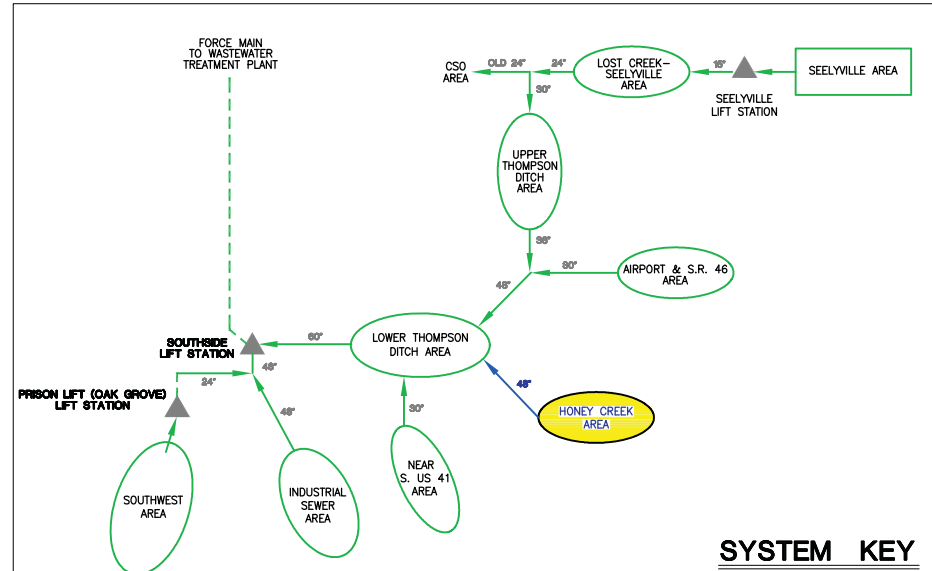 FORCE MAIN
TO WASTEWATER
TREATMENT PLANT
CSO
AREA
OLD 24"
24"
LOST CREEK–
SEELYVILLE
AREA
15"
SEELYVILLE AREA
SEELYVILLE
LIFT STATION
30"
UPPER
THOMPSON
DITCH
AREA
36"
AIRPORT & S.R. 46
AREA
30"
48"
LOWER THOMPSON
DITCH AREA
60"
SOUTHSIDE
LIFT STATION
48"
24"
PRISON LIFT (OAK GROVE)
LIFT STATION
48"
30"
48"
HONEY CREEK
AREA
SOUTHWEST
AREA
INDUSTRIAL
SEWER
AREA
NEAR
S. US 41
AREA
SYSTEM KEY